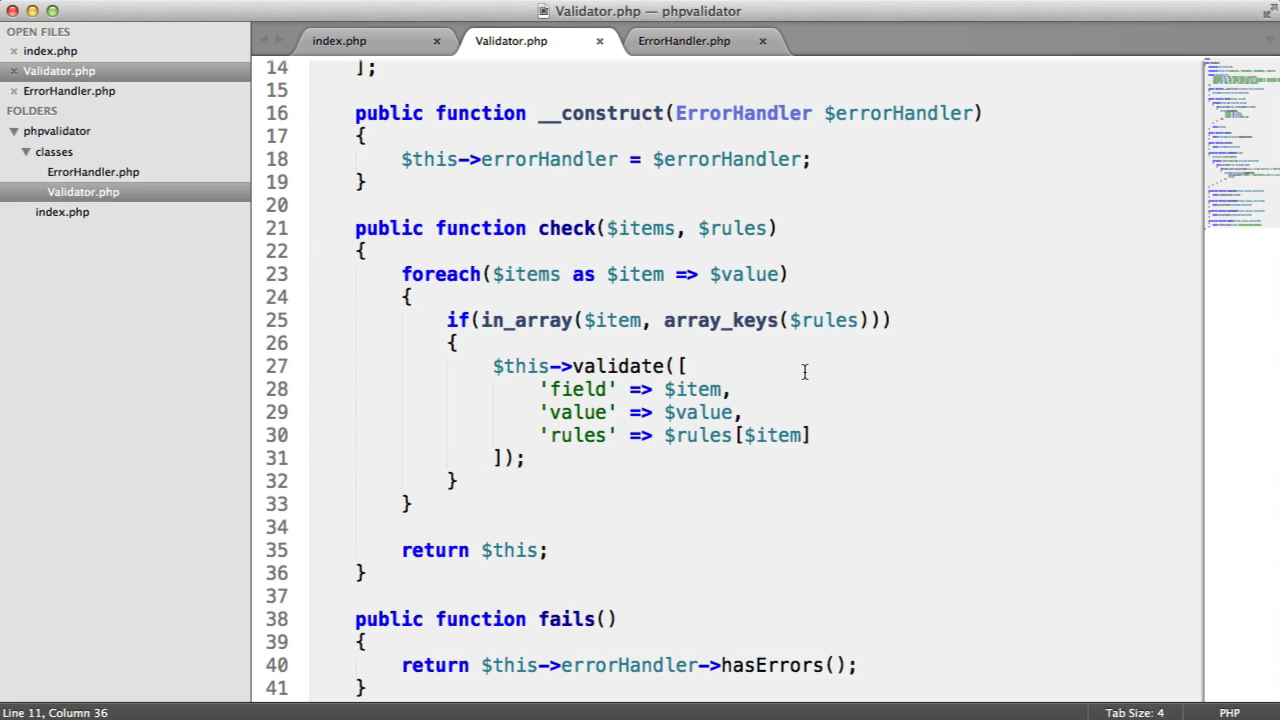 Validator.php — phpvalidator
OPEN FILES
index.php
Validator.php
ErrorHandler.php
FOLDERS
phpvalidator
classes
ErrorHandler.php
Validator.php
index.php
index.php Validator.php ErrorHandler.php
14 ];
15
16 public function __construct(ErrorHandler $errorHandler)
17 {
18 $this->errorHandler = $errorHandler;
19 }
20
21 public function check($items, $rules)
22 {
23 foreach($items as $item => $value)
24 {
25 if(in_array($item, array_keys($rules)))
26 {
27 $this->validate([
28 'field' => $item,
29 'value' => $value,
30 'rules' => $rules[$item]
31 ]);
32 }
33 }
34
35 return $this;
36 }
37
38 public function fails()
39 {
40 return $this->errorHandler->hasErrors();
41 }
Line 11, Column 36 Tab Size: 4 PHP